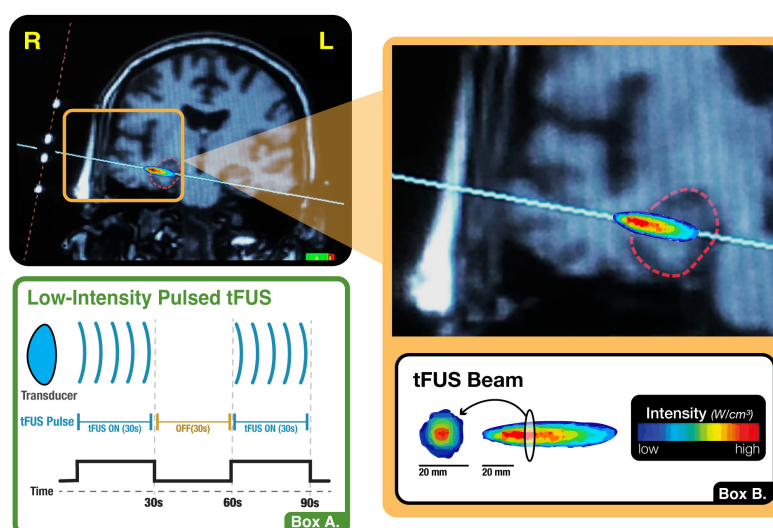 R
L
Low-Intensity Pulsed tFUS
Transducer
tFUS Pulse
tFUS ON (30s)
OFF(30s)
tFUS ON (30s)
Time
30s
60s
90s
Box A.
tFUS Beam
20 mm
20 mm
Intensity (W/cm³)
low
high
Box B.